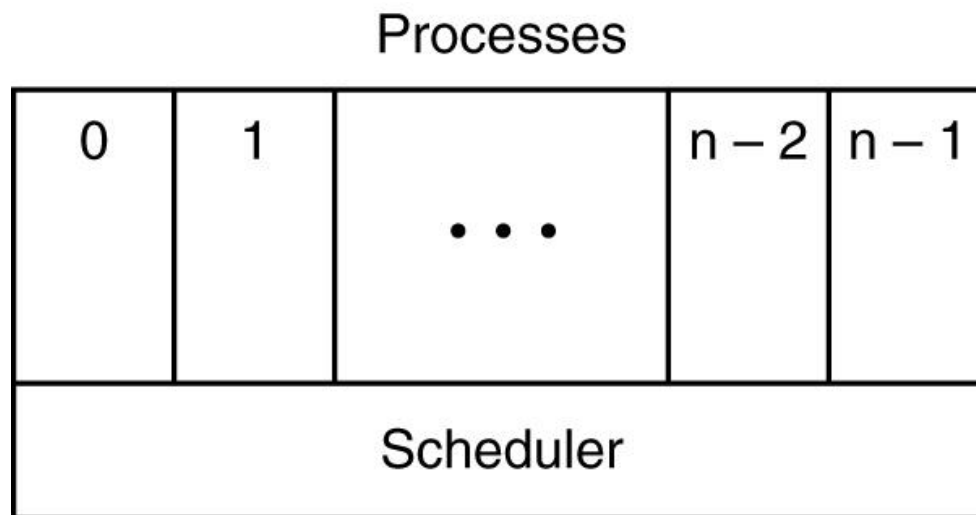 Processes
0 1 • • • n – 2 n – 1
Scheduler